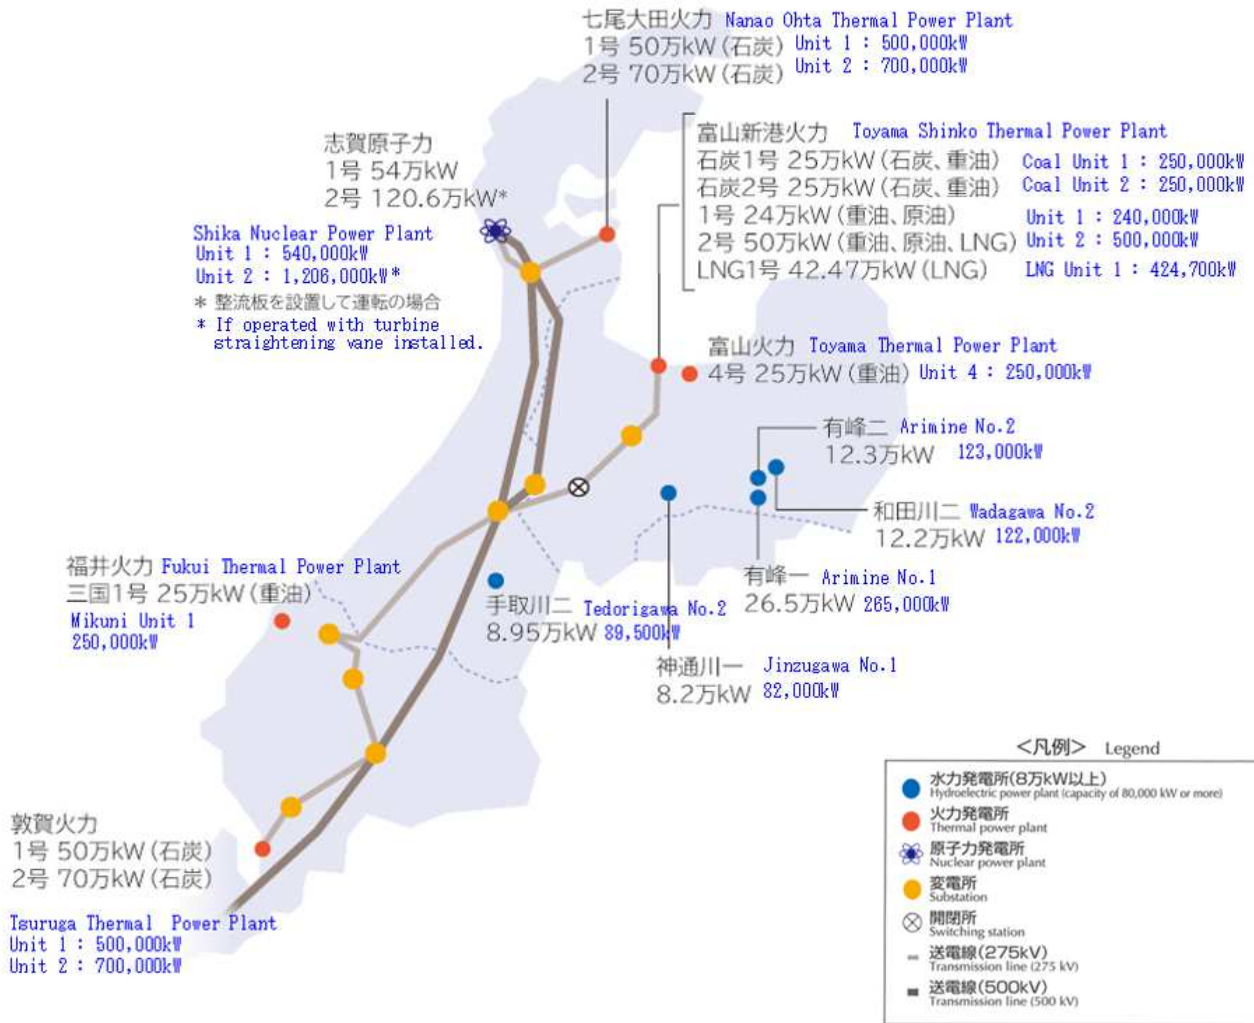 七尾大田火力 Nanao Ohta Thermal Power Plant
1号 50万kW (石炭) Unit 1 : 500,000kW
2号 70万kW (石炭) Unit 2 : 700,000kW
志賀原子力
1号 54万kW
2号 120.6万kW*
Shika Nuclear Power Plant
Unit 1 : 540,000kW
Unit 2 : 1,206,000kW*
* 整流板を設置して運転の場合
* If operated with turbine
straightening vane installed.
富山新港火力 Toyama Shinko Thermal Power Plant
石炭1号 25万kW (石炭、重油) Coal Unit 1 : 250,000kW
石炭2号 25万kW (石炭、重油) Coal Unit 2 : 250,000kW
1号 24万kW (重油、原油) Unit 1 : 240,000kW
2号 50万kW (重油、原油、LNG) Unit 2 : 500,000kW
LNG1号 42.47万kW (LNG) LNG Unit 1 : 424,700kW
富山火力 Toyama Thermal Power Plant
4号 25万kW (重油) Unit 4 : 250,000kW
有峰二 Arimine No.2
12.3万kW 123,000kW
和田川二 Wadagawa No.2
12.2万kW 122,000kW
有峰一 Arimine No.1
26.5万kW 265,000kW
福井火力 Fukui Thermal Power Plant
三国1号 25万kW (重油)
Mikuni Unit 1
250,000kW
手取川二 Tedorigawa No.2
8.95万kW 89,500kW
神通川一 Jinzugawa No.1
8.2万kW 82,000kW
敦賀火力
1号 50万kW (石炭)
2号 70万kW (石炭)
Tsuruga Thermal Power Plant
Unit 1 : 500,000kW
Unit 2 : 700,000kW
<凡例> Legend
水力発電所(8万kW以上)
Hydroelectric power plant (capacity of 80,000 kW or more)
火力発電所
Thermal power plant
原子力発電所
Nuclear power plant
変電所
Substation
開閉所
Switching station
送電線(275kV)
Transmission line (275 kV)
送電線(500kV)
Transmission line (500 kV)